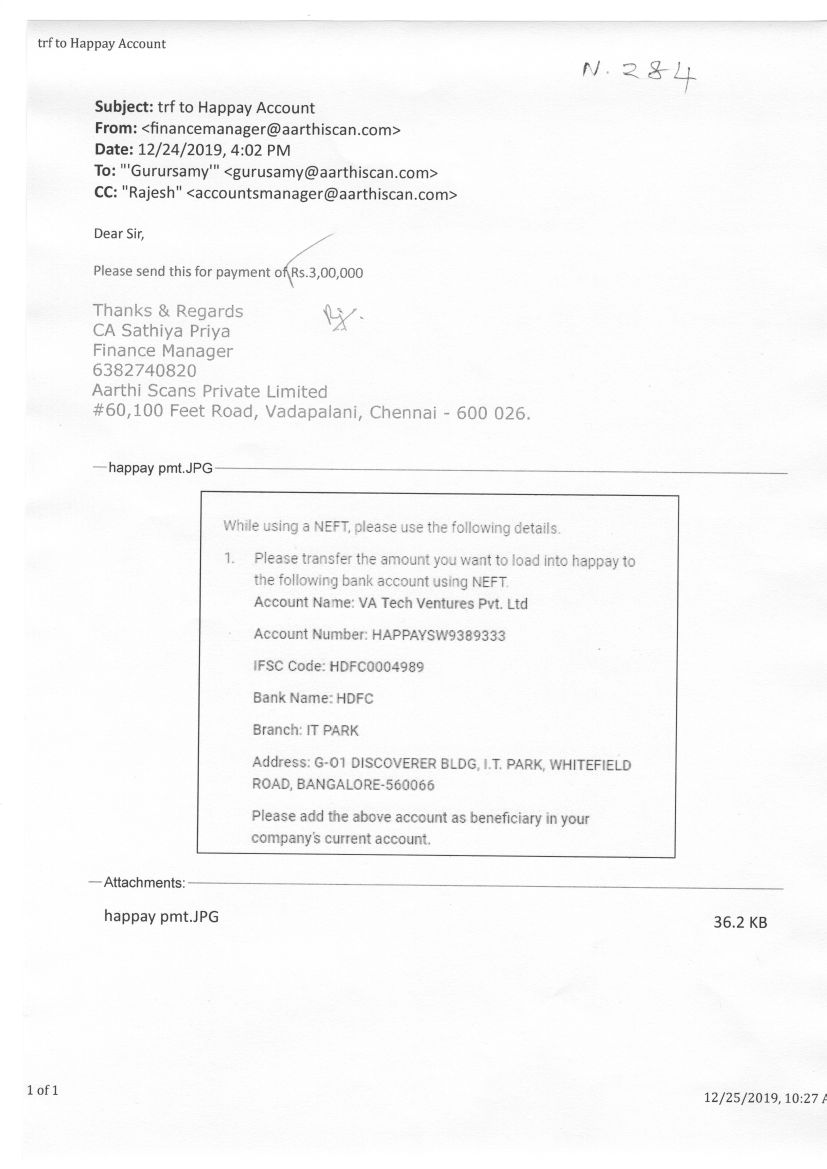 trf to Happay Account
N. 284
Subject: trf to Happay Account
From: <financemanager@aarthiscan.com>
Date: 12/24/2019, 4:02 PM
To: "'Gurursamy'" <gurusamy@aarthiscan.com>
CC: "Rajesh" <accountsmanager@aarthiscan.com>
Dear Sir,
Please send this for payment of Rs.3,00,000
Thanks & Regards
CA Sathiya Priya
Finance Manager
6382740820
Aarthi Scans Private Limited
#60,100 Feet Road, Vadapalani, Chennai - 600 026.
happay pmt.JPG
While using a NEFT, please use the following details.
1. Please transfer the amount you want to load into happay to
the following bank account using NEFT.
Account Name: VA Tech Ventures Pvt. Ltd
Account Number: HAPPAYSW9389333
IFSC Code: HDFC0004989
Bank Name: HDFC
Branch: IT PARK
Address: G-01 DISCOVERER BLDG, I.T. PARK, WHITEFIELD
ROAD, BANGALORE-560066
Please add the above account as beneficiary in your
company's current account.
Attachments:
happay pmt.JPG 36.2 KB
1 of 1
12/25/2019, 10:27